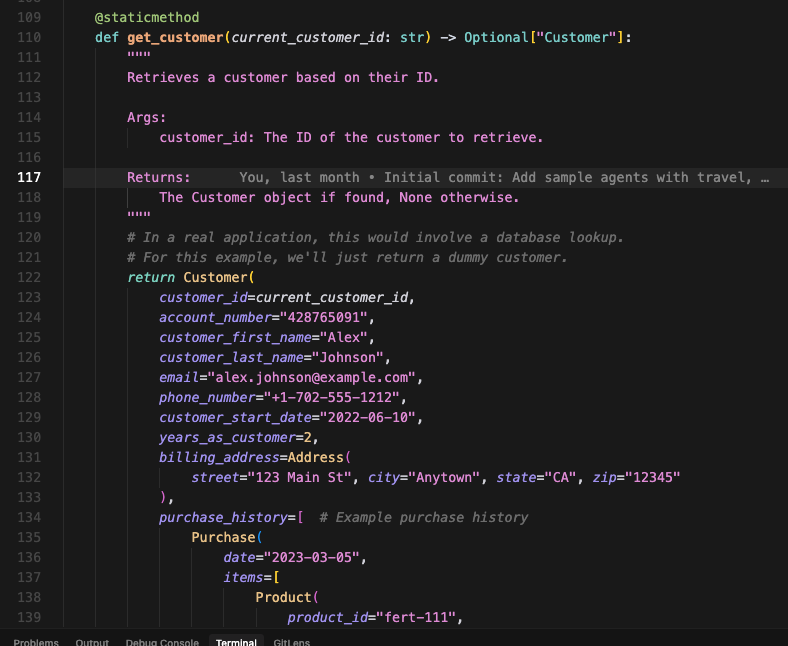 109 @staticmethod
110 def get_customer(current_customer_id: str) -> Optional["Customer"]:
111 """
112 Retrieves a customer based on their ID.
113
114 Args:
115 customer_id: The ID of the customer to retrieve.
116
117 Returns: You, last month • Initial commit: Add sample agents with travel, …
118 The Customer object if found, None otherwise.
119 """
120 # In a real application, this would involve a database lookup.
121 # For this example, we'll just return a dummy customer.
122 return Customer(
123 customer_id=current_customer_id,
124 account_number="428765091",
125 customer_first_name="Alex",
126 customer_last_name="Johnson",
127 email="alex.johnson@example.com",
128 phone_number="+1-702-555-1212",
129 customer_start_date="2022-06-10",
130 years_as_customer=2,
131 billing_address=Address(
132 street="123 Main St", city="Anytown", state="CA", zip="12345"
133 ),
134 purchase_history=[ # Example purchase history
135 Purchase(
136 date="2023-03-05",
137 items=[
138 Product(
139 product_id="fert-111",
Problems Output Debug Console Terminal GitLens